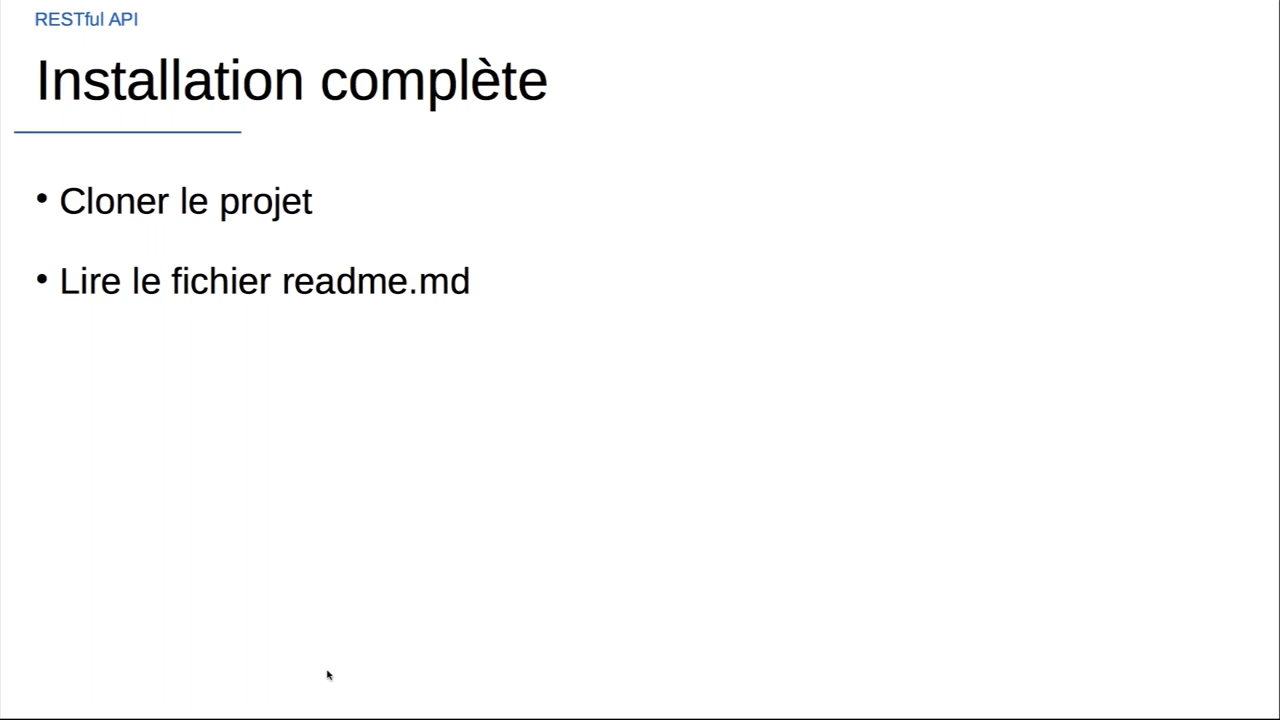 RESTful API
Installation complète
• Cloner le projet
• Lire le fichier readme.md